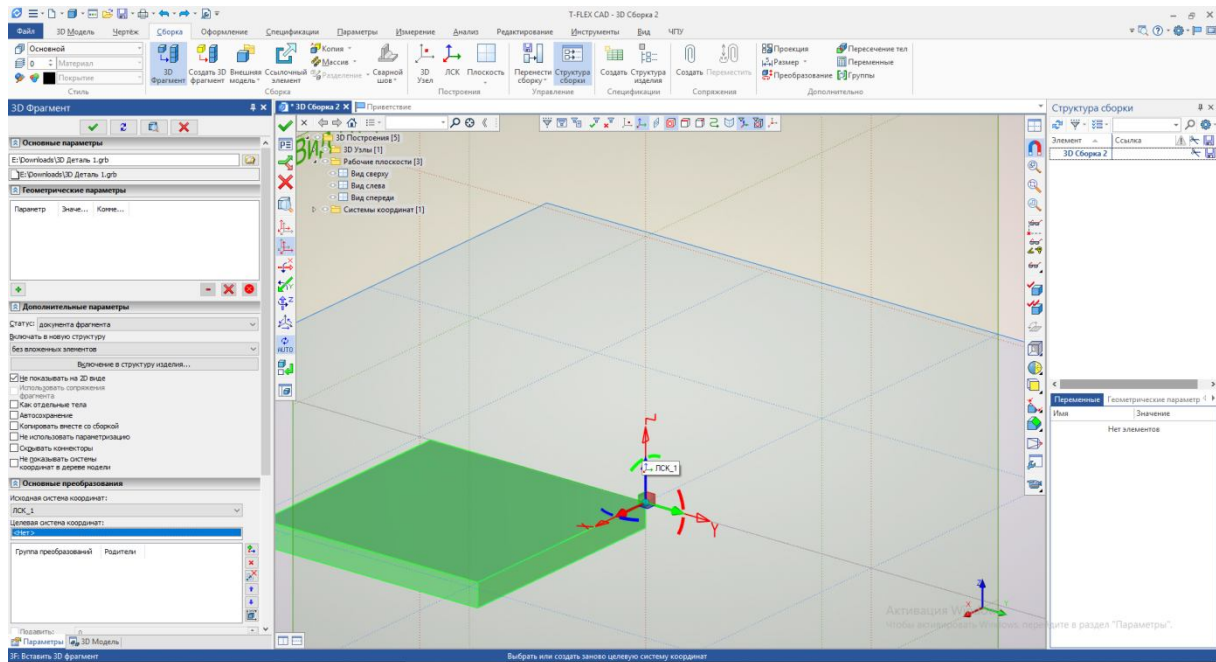 T-FLEX CAD - 3D Сборка 2
Файл 3D Модель Чертёж Сборка Оформление Спецификации Параметры Измерение Анализ Редактирование Инструменты Вид ЧПУ
Основной
0 Материал
Покрытие
Стиль
3D Фрагмент
Создать 3D фрагмент
Внешняя модель
Ссылочный элемент
Копия
Массив
Разделение
Сварной шов
Сборка
3D Узел
ЛСК
Плоскость
Построения
Перенести сборку
Структура сборки
Управление
Создать
Структура изделия
Спецификации
Создать
Переместить
Сопряжения
Проекция
Размер
Преобразование
Пересечение тел
Переменные
Группы
Дополнительно
3D Фрагмент
Основные параметры
E:\Downloads\3D Деталь 1.grb
E:\Downloads\3D Деталь 1.grb
Геометрические параметры
Параметр Значе... Комме...
Дополнительные параметры
Статус: документа фрагмента
Включать в новую структуру
без вложенных элементов
Включение в структуру изделия...
Не показывать на 2D виде
Использовать сопряжения
фрагмента
Как отдельные тела
Автосохранение
Копировать вместе со сборкой
Не использовать параметризацию
Скрывать коннекторы
Не показывать системы
координат в дереве модели
Основные преобразования
Исходная система координат:
ЛСК_1
Целевая система координат:
<Нет>
Группа преобразований Родители
Подавить: 0
Параметры 3D Модель
3F: Вставить 3D фрагмент
Выбрать или создать заново целевую систему координат
* 3D Сборка 2 Приветствие
AUTO
Вид
3D Построения [5]
3D Узлы [1]
Рабочие плоскости [3]
Вид сверху
Вид слева
Вид спереди
Системы координат [1]
Z
ЛСК_1
X
Y
Z
X
Y
Структура сборки
Элемент Ссылка
3D Сборка 2
Переменные Геометрические параметр
Имя Значение
Нет элементов
Активация W
Чтобы активировать Windows, перейдите в раздел "Параметры".